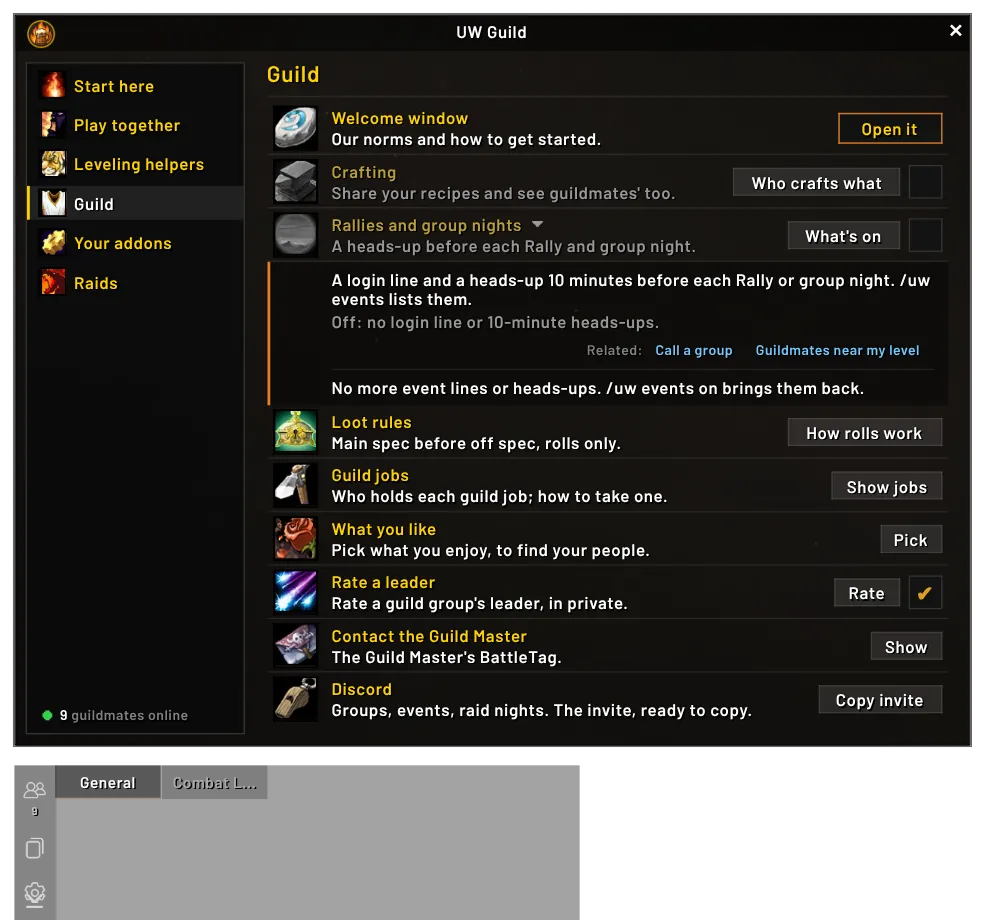 UW Guild
Start here
Play together
Leveling helpers
Guild
Your addons
Raids
9 guildmates online
Guild
Welcome window
Our norms and how to get started.
Open it
Crafting
Share your recipes and see guildmates' too.
Who crafts what
Rallies and group nights
A heads-up before each Rally and group night.
What's on
A login line and a heads-up 10 minutes before each Rally or group night. /uw
events lists them.
Off: no login line or 10-minute heads-ups.
Related: Call a group Guildmates near my level
No more event lines or heads-ups. /uw events on brings them back.
Loot rules
Main spec before off spec, rolls only.
How rolls work
Guild jobs
Who holds each guild job; how to take one.
Show jobs
What you like
Pick what you enjoy, to find your people.
Pick
Rate a leader
Rate a guild group's leader, in private.
Rate
Contact the Guild Master
The Guild Master's BattleTag.
Show
Discord
Groups, events, raid nights. The invite, ready to copy.
Copy invite
General
Combat L...
9